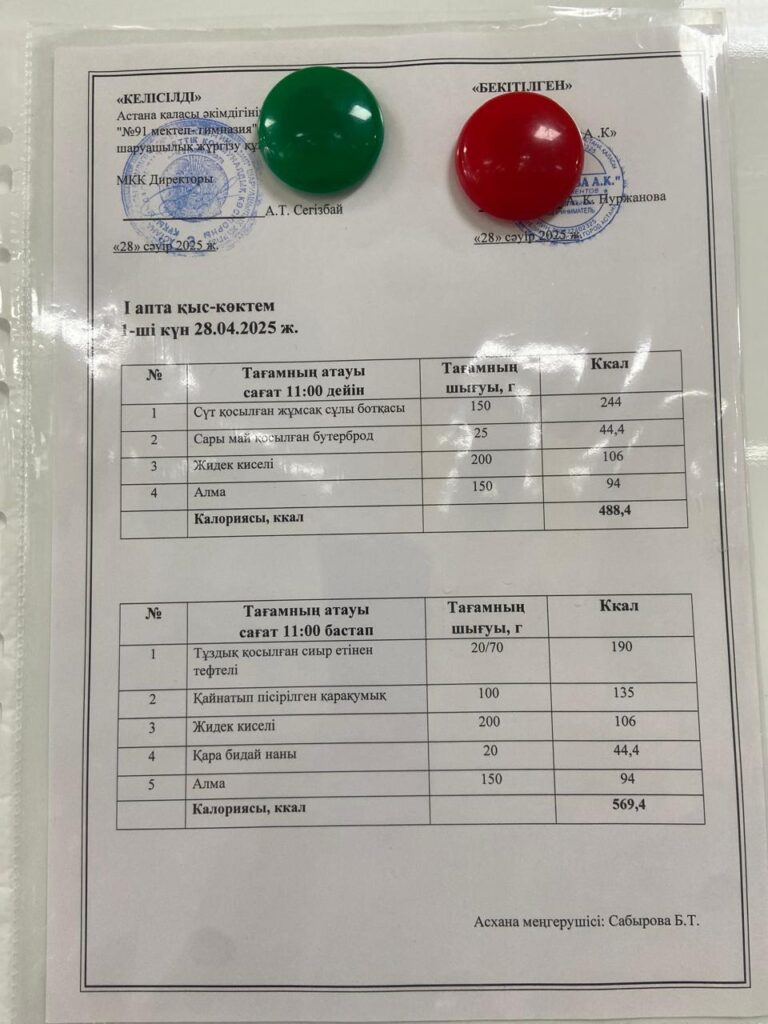 «КЕЛІСІЛДІ»
Астана қаласы әкімдігінің
"№91 мектеп- гимназия"
шаруашылық жүргізу құ
МКК Директоры
А.Т. Сегізбай
«28» сәуір 2025 ж.
«БЕКІТІЛГЕН»
А .К»
А. К. Нуржанова
«28» сәуір 2025 ж.
І апта қыс-көктем
1-ші күн 28.04.2025 ж.
№ Тағамның атауы сағат 11:00 дейін Тағамның шығуы, г Ккал
1 Сүт қосылған жұмсақ сұлы ботқасы 150 244
2 Сары май қосылған бутерброд 25 44,4
3 Жидек киселі 200 106
4 Алма 150 94
Калориясы, ккал 488,4
№ Тағамның атауы сағат 11:00 бастап Тағамның шығуы, г Ккал
1 Тұздық қосылған сиыр етінен тефтелі 20/70 190
2 Қайнатып пісірілген қарақумық 100 135
3 Жидек киселі 200 106
4 Қара бидай наны 20 44,4
5 Алма 150 94
Калориясы, ккал 569,4
Асхана меңгерушісі: Сабырова Б.Т.